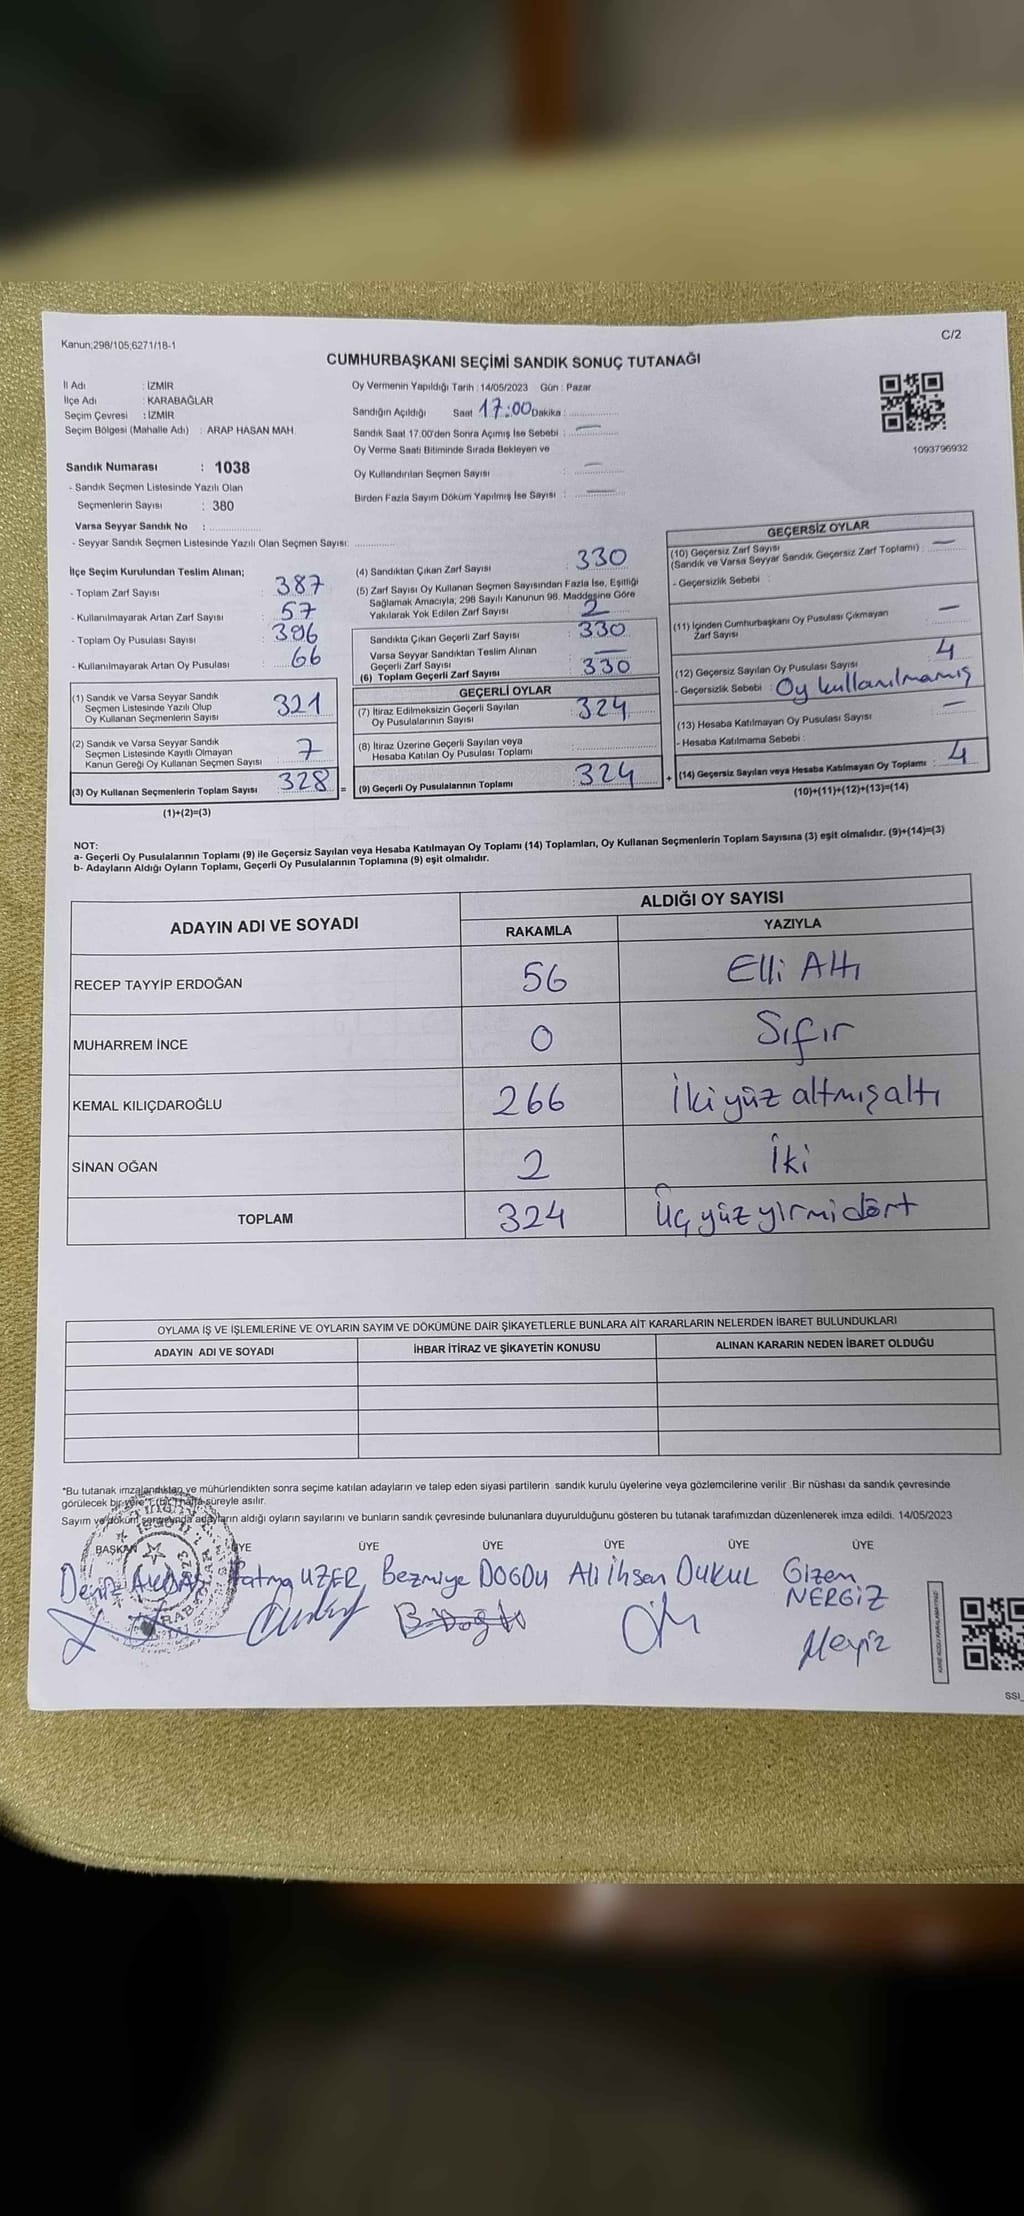 Kanun;298/105;6271/18-1
C/2
CUMHURBAŞKANI SEÇİMİ SANDIK SONUÇ TUTANAĞI
İl Adı : İZMİR
İlçe Adı : KARABAĞLAR
Seçim Çevresi : İZMİR
Seçim Bölgesi (Mahalle Adı) : ARAP HASAN MAH.
Sandık Numarası : 1038
- Sandık Seçmen Listesinde Yazılı Olan
Seçmenlerin Sayısı : 380
Varsa Seyyar Sandık No :
- Seyyar Sandık Seçmen Listesinde Yazılı Olan Seçmen Sayısı:
Oy Vermenin Yapıldığı Tarih : 14/05/2023 Gün : Pazar
Sandığın Açıldığı Saat 17:00 Dakika :
Sandık Saat 17.00'den Sonra Açımış İse Sebebi : —
Oy Verme Saati Bitiminde Sırada Bekleyen ve
Oy Kullandırılan Seçmen Sayısı : —
Birden Fazla Sayım Döküm Yapılmış İse Sayısı : —
1093796932
İlçe Seçim Kurulundan Teslim Alınan;
- Toplam Zarf Sayısı : 387
- Kullanılmayarak Artan Zarf Sayısı : 57
- Toplam Oy Pusulası Sayısı : 396
- Kullanılmayarak Artan Oy Pusulası : 66
(1) Sandık ve Varsa Seyyar Sandık
Seçmen Listesinde Yazılı Olup
Oy Kullanan Seçmenlerin Sayısı 321
(2) Sandık ve Varsa Seyyar Sandık
Seçmen Listesinde Kayıtlı Olmayan
Kanun Gereği Oy Kullanan Seçmen Sayısı 7
(3) Oy Kullanan Seçmenlerin Toplam Sayısı 328 =
(1)+(2)=(3)
(4) Sandıktan Çıkan Zarf Sayısı : 330
(5) Zarf Sayısı Oy Kullanan Seçmen Sayısından Fazla İse, Eşitliği
Sağlamak Amacıyla; 298 Sayılı Kanunun 98. Maddesine Göre
Yakılarak Yok Edilen Zarf Sayısı : 2
Sandıkta Çıkan Geçerli Zarf Sayısı : 330
Varsa Seyyar Sandıktan Teslim Alınan
Geçerli Zarf Sayısı : —
(6) Toplam Geçerli Zarf Sayısı : 330
GEÇERLİ OYLAR
(7) İtiraz Edilmeksizin Geçerli Sayılan
Oy Pusulalarının Sayısı : 324
(8) İtiraz Üzerine Geçerli Sayılan veya
Hesaba Katılan Oy Pusulası Toplamı :
(9) Geçerli Oy Pusulalarının Toplamı : 324 +
GEÇERSİZ OYLAR
(10) Geçersiz Zarf Sayısı
(Sandık ve Varsa Seyyar Sandık Geçersiz Zarf Toplamı) : —
- Geçersizlik Sebebi :
(11) İçinden Cumhurbaşkanı Oy Pusulası Çıkmayan
Zarf Sayısı : —
(12) Geçersiz Sayılan Oy Pusulası Sayısı : 4
- Geçersizlik Sebebi : Oy kullanılmamış
(13) Hesaba Katılmayan Oy Pusulası Sayısı : —
- Hesaba Katılmama Sebebi :
(14) Geçersiz Sayılan veya Hesaba Katılmayan Oy Toplamı : 4
(10)+(11)+(12)+(13)=(14)
NOT:
a- Geçerli Oy Pusulalarının Toplamı (9) ile Geçersiz Sayılan veya Hesaba Katılmayan Oy Toplamı (14) Toplamları, Oy Kullanan Seçmenlerin Toplam Sayısına (3) eşit olmalıdır. (9)+(14)=(3)
b- Adayların Aldığı Oyların Toplamı, Geçerli Oy Pusulalarının Toplamına (9) eşit olmalıdır.
ADAYIN ADI VE SOYADI
ALDIĞI OY SAYISI
RAKAMLA YAZIYLA
RECEP TAYYİP ERDOĞAN 56 Elli Altı
MUHARREM İNCE 0 Sıfır
KEMAL KILIÇDAROĞLU 266 İki yüz altmış altı
SİNAN OĞAN 2 İki
TOPLAM 324 Üç yüz yirmi dört
OYLAMA İŞ VE İŞLEMLERİNE VE OYLARIN SAYIM VE DÖKÜMÜNE DAİR ŞİKAYETLERLE BUNLARA AİT KARARLARIN NELERDEN İBARET BULUNDUKLARI
ADAYIN ADI VE SOYADI İHBAR İTİRAZ VE ŞİKAYETİN KONUSU ALINAN KARARIN NEDEN İBARET OLDUĞU
"Bu tutanak imzalandıktan ve mühürlendikten sonra seçime katılan adayların ve talep eden siyasi partilerin sandık kurulu üyelerine veya gözlemcilerine verilir. Bir nüshası da sandık çevresinde
görülecek bir yere 1 (bir) hafta süreyle asılır.
Sayım ve döküm sonucunda adayların aldığı oyların sayılarını ve bunların sandık çevresinde bulunanlara duyurulduğunu gösteren bu tutanak tarafımızdan düzenlenerek imza edildi. 14/05/2023
BAŞKAN ÜYE ÜYE ÜYE ÜYE ÜYE ÜYE
Deniz Fatma UZER Bezmiye DOĞDU Ali İhsan DUKUL Gizem
NERGİZ
SSI_